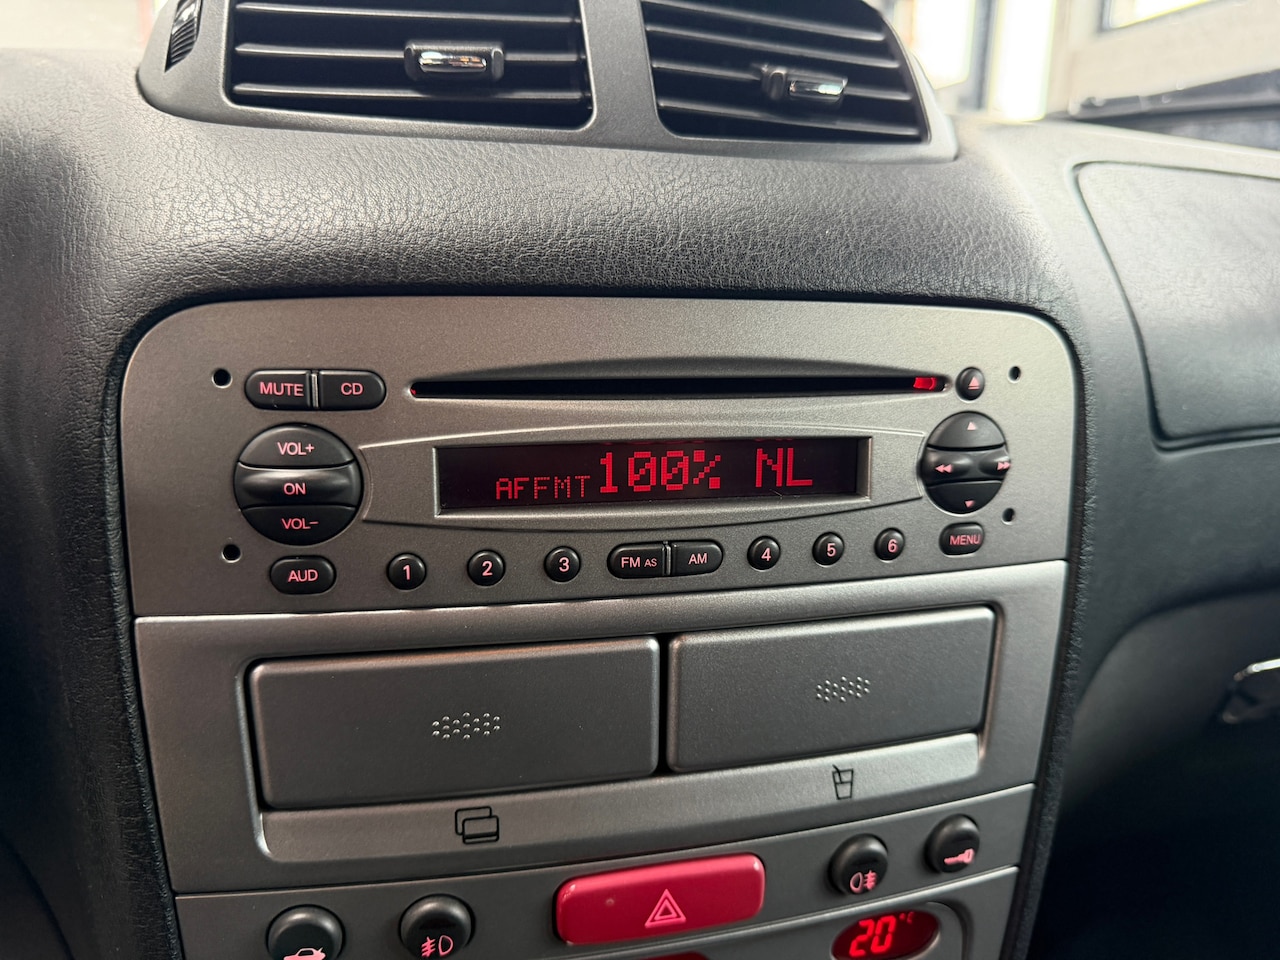 MUTE CD
VOL+
ON
VOL-
AFFMT 100% NL
AUD 1 2 3 FM AS AM 4 5 6 MENU
20°C